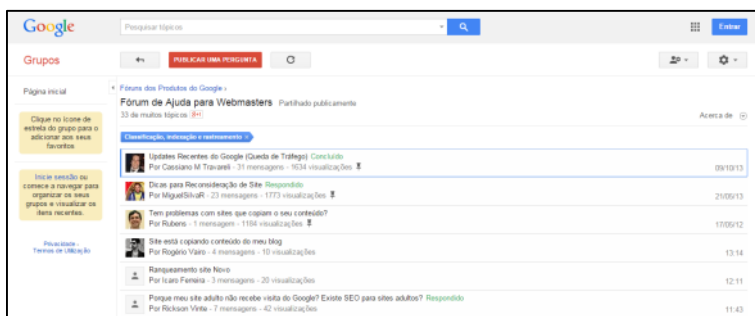 Google
Pesquisar tópicos
Entrar
Grupos
PUBLICAR UMA PERGUNTA
Página inicial
Clique no ícone de
estrela do grupo para o
adicionar aos seus
favoritos
Inicie sessão ou
comece a navegar para
organizar os seus
grupos e visualizar os
itens recentes.
Privacidade -
Termos de Utilização
Fóruns dos Produtos do Google ›
Fórum de Ajuda para Webmasters Partilhado publicamente
33 de muitos tópicos
Acerca de
Classificação, indexação e rastreamento ×
Updates Recentes do Google (Queda de Tráfego) Concluído
Por Cassiano M Travareli - 31 mensagens - 1634 visualizações
09/10/13
Dicas para Reconsideração de Site Respondido
Por MiguelSilvaR - 23 mensagens - 1773 visualizações
21/05/13
Tem problemas com sites que copiam o seu conteúdo?
Por Rubens - 1 mensagem - 1184 visualizações
17/05/12
Site está copiando conteúdo do meu blog
Por Rogério Vairo - 4 mensagens - 10 visualizações
13:14
Ranqueamento site Novo
Por Icaro Ferreira - 3 mensagens - 20 visualizações
12:11
Porque meu site adulto não recebe visita do Google? Existe SEO para sites adultos? Respondido
Por Rickson Vinte - 7 mensagens - 42 visualizações
11:43